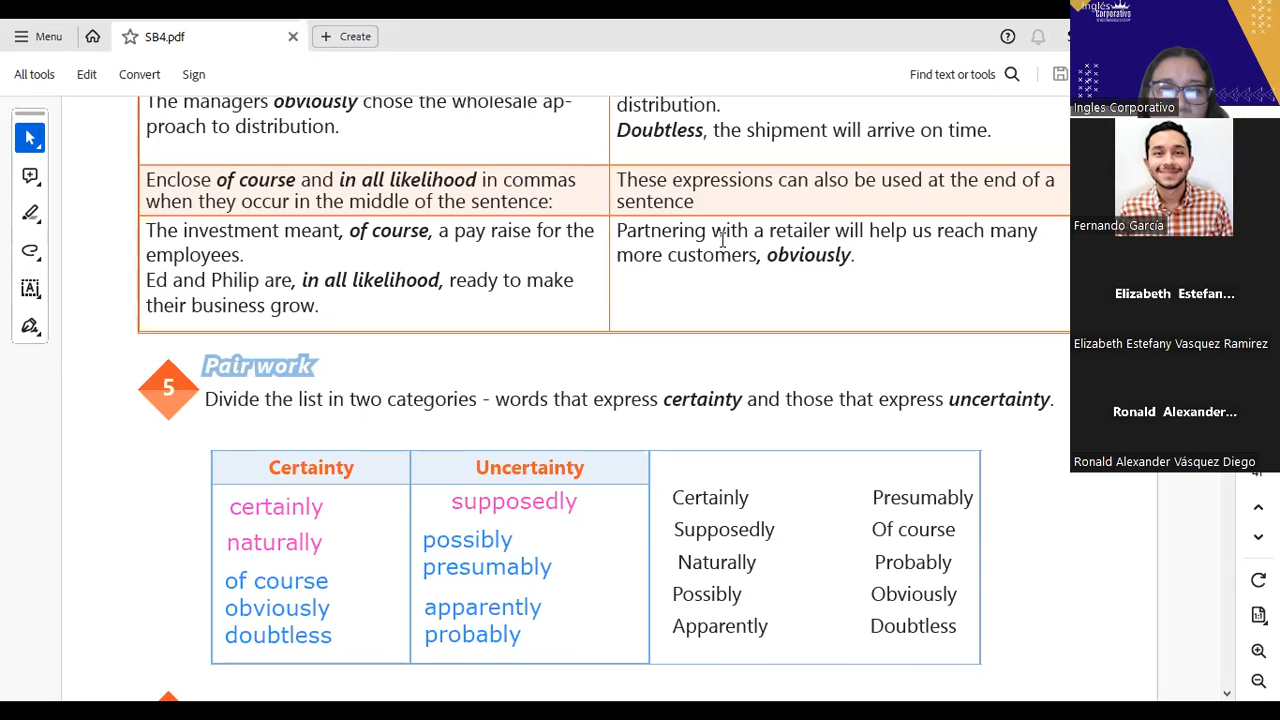 Menu
SB4.pdf
Create
All tools
Edit
Convert
Sign
Find text or tools
The managers obviously chose the wholesale ap-
proach to distribution.
distribution.
Doubtless, the shipment will arrive on time.
Enclose of course and in all likelihood in commas
when they occur in the middle of the sentence:
These expressions can also be used at the end of a
sentence
The investment meant, of course, a pay raise for the
employees.
Ed and Philip are, in all likelihood, ready to make
their business grow.
Partnering with a retailer will help us reach many
more customers, obviously.
5
Pair work
Divide the list in two categories - words that express certainty and those that express uncertainty.
Certainty
certainly
naturally
of course
obviously
doubtless
Uncertainty
supposedly
possibly
presumably
apparently
probably
Certainly
Presumably
Supposedly
Of course
Naturally
Probably
Possibly
Obviously
Apparently
Doubtless
Inglés
Corporativo
Ingles Corporativo
Fernando García
Elizabeth Estefan...
Elizabeth Estefany Vasquez Ramirez
Ronald Alexander...
Ronald Alexander Vásquez Diego